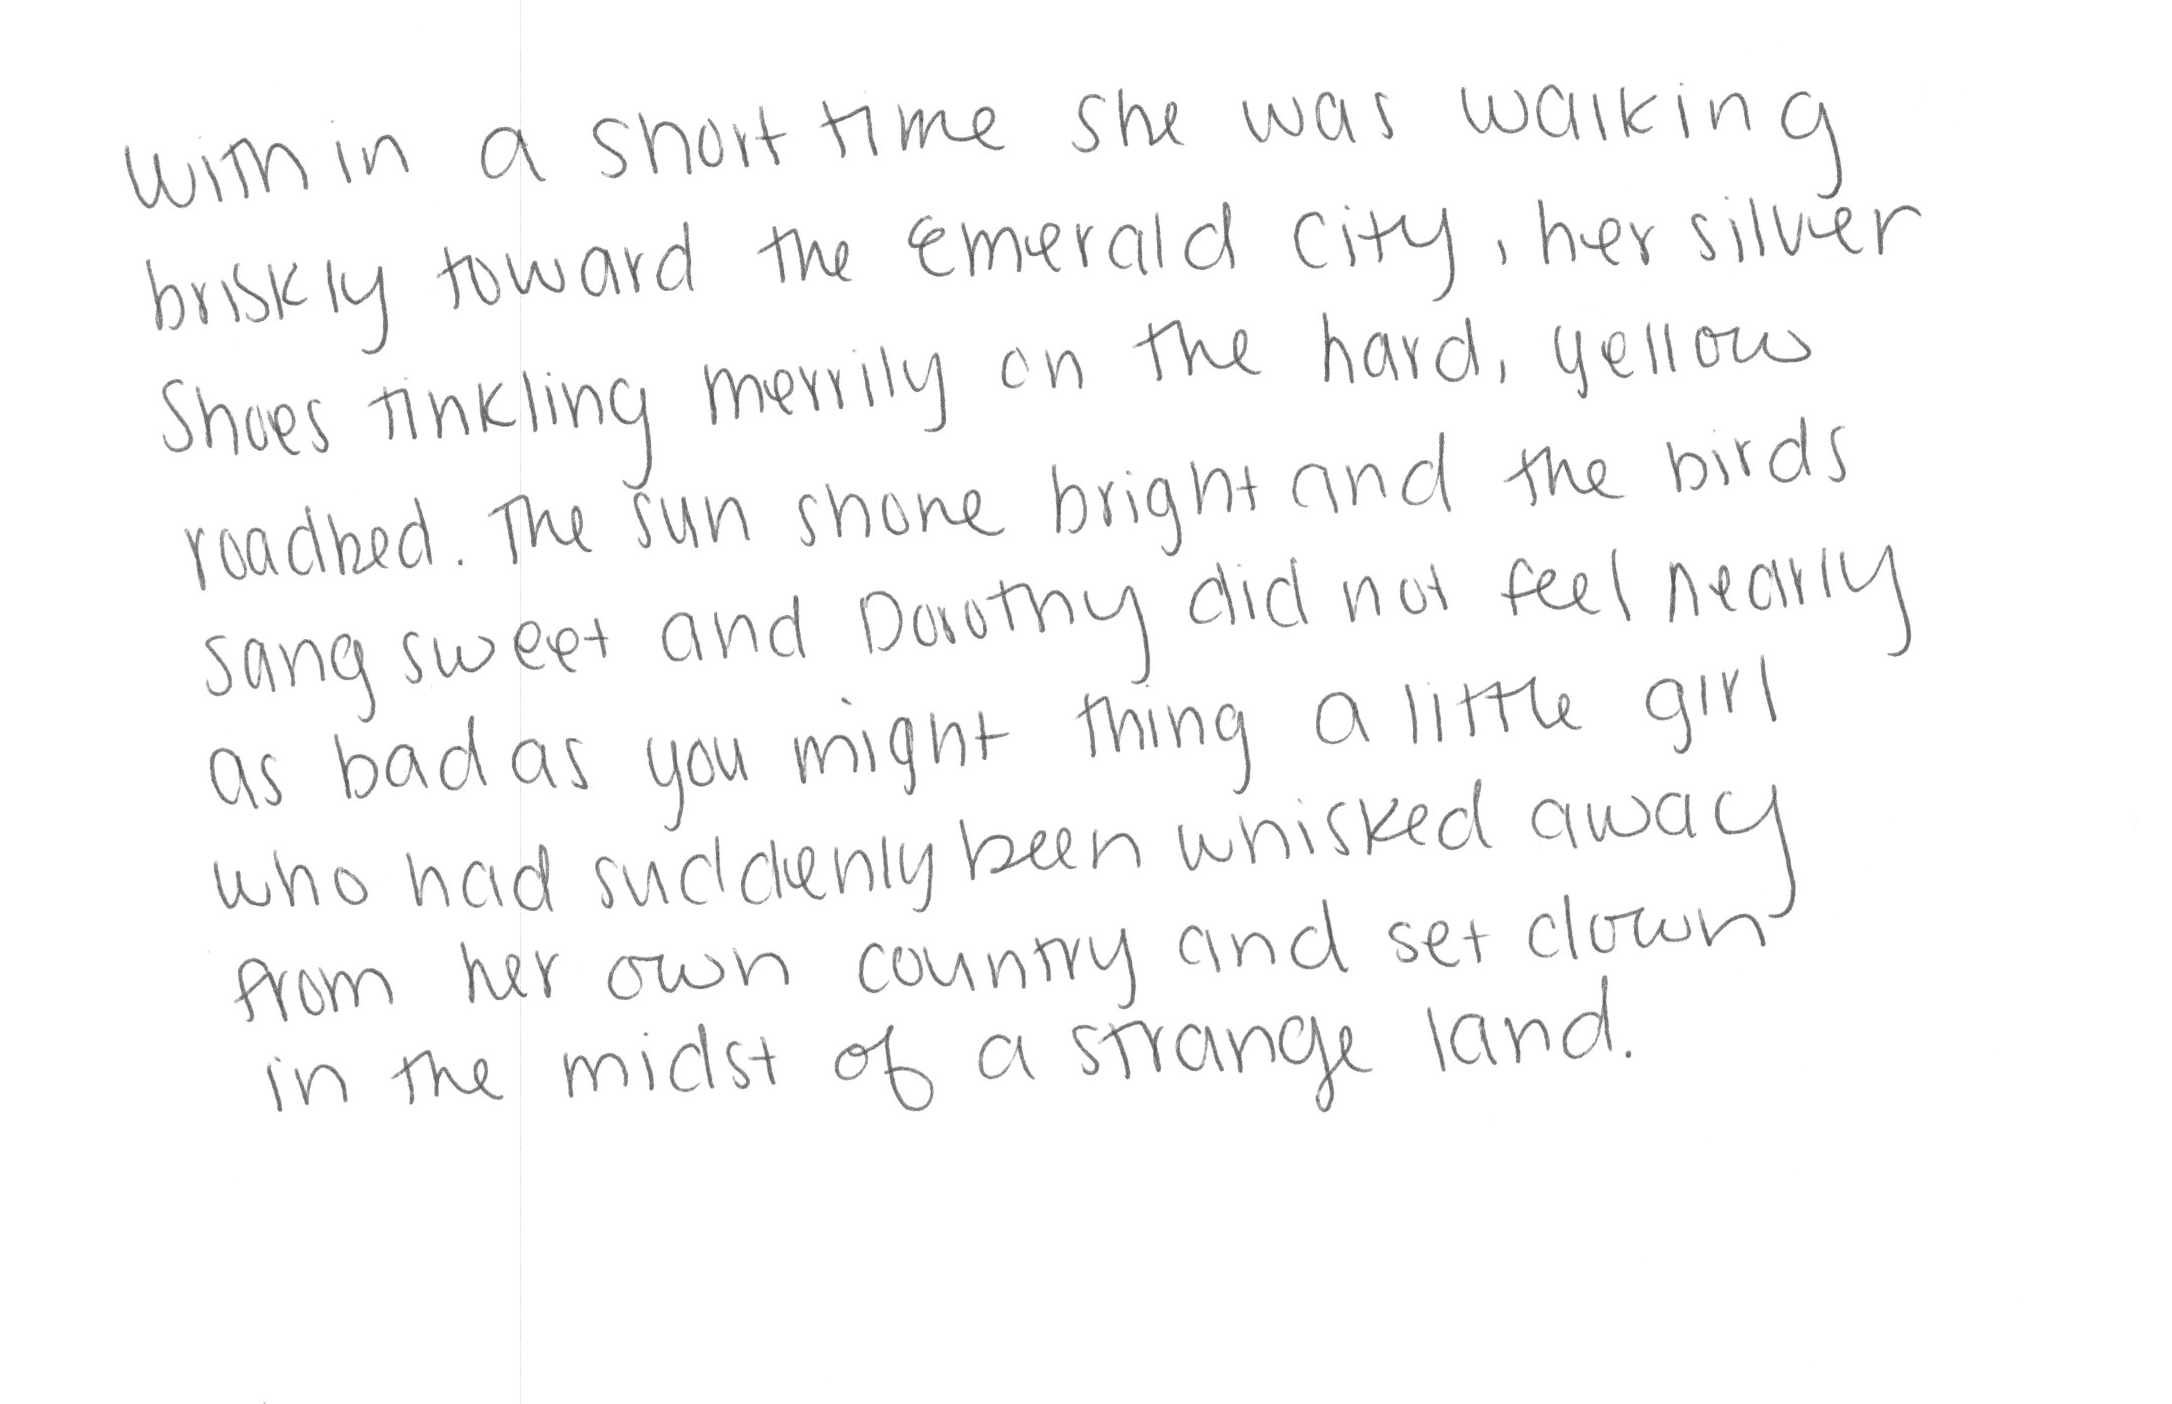 within a short time she was walking
briskly toward the Emerald City, her silver
Shoes tinkling merrily on the hard, yellow
roadbed. The sun shone bright and the birds
sang sweet and Dorothy did not feel nearly
as bad as you might thing a little girl
who had suddenly been whisked away
from her own country and set down
in the midst of a strange land.